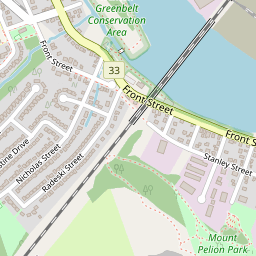 Greenbelt
Conservation
Area
Front Street
33
Front Street
Front S
Stanley Street
stine Drive
Nicholas Street
Radeski Street
Mount
Pelion Park